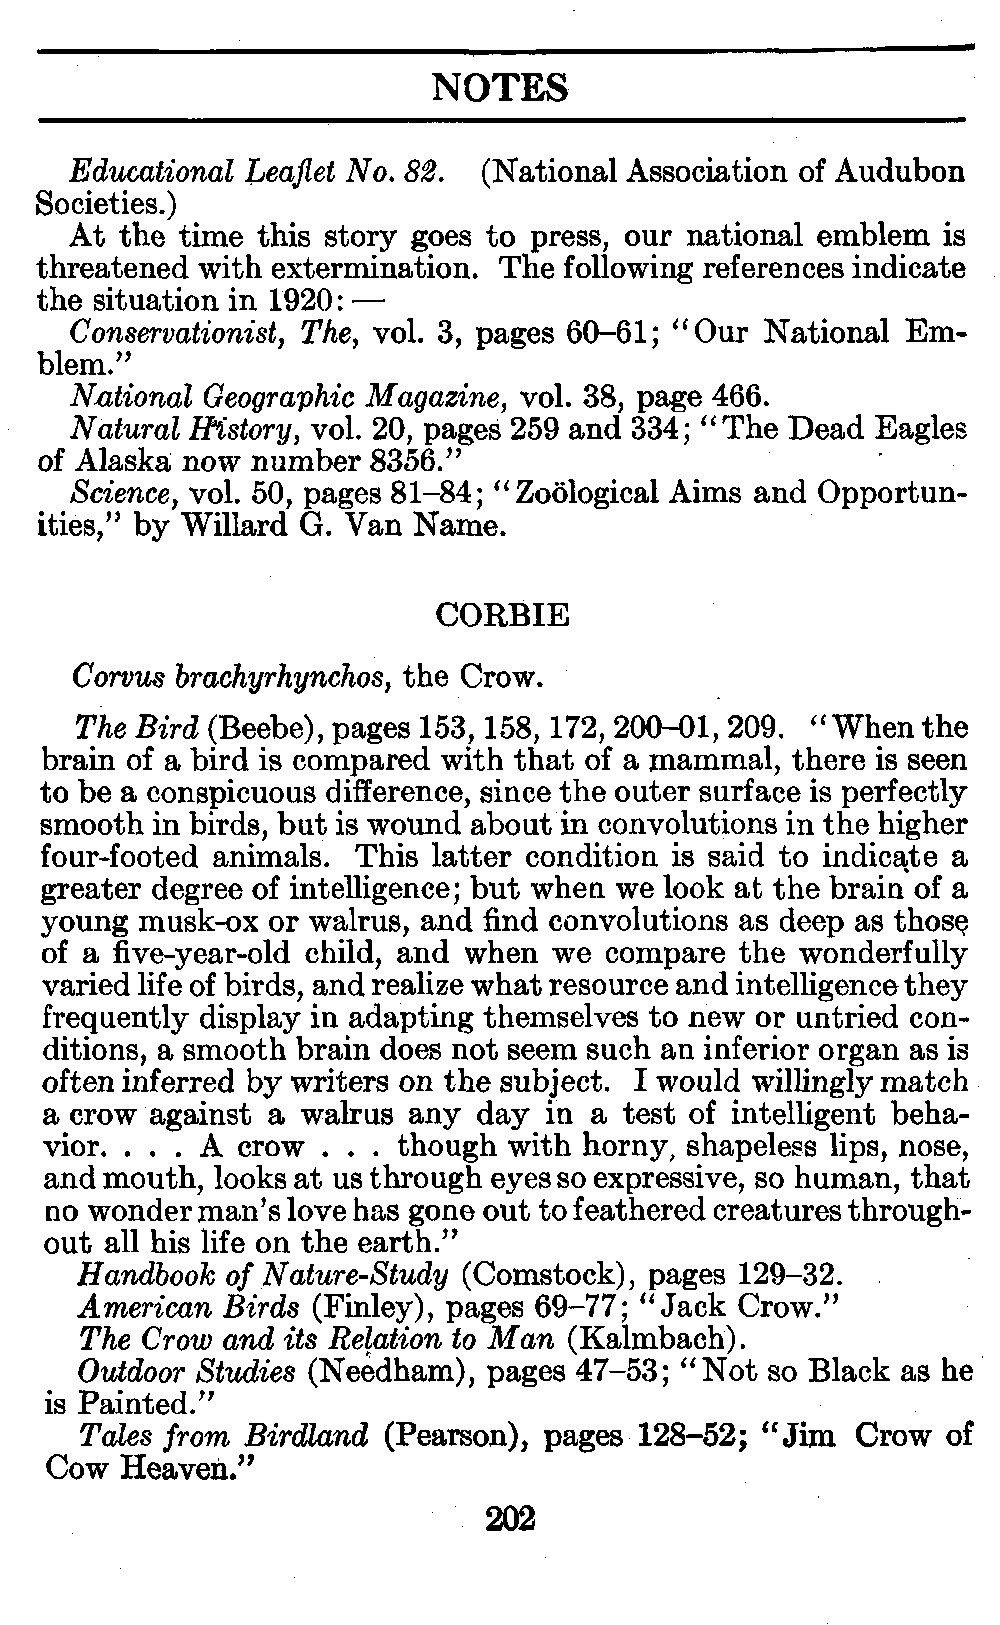 NOTES
Educational Leaflet No. 82. (National Association of Audubon
Societies.)
At the time this story goes to press, our national emblem is
threatened with extermination. The following references indicate
the situation in 1920: —
Conservationist, The, vol. 3, pages 60–61; "Our National Em-
blem."
National Geographic Magazine, vol. 38, page 466.
Natural History, vol. 20, pages 259 and 334; "The Dead Eagles
of Alaska now number 8356."
Science, vol. 50, pages 81–84; "Zoölogical Aims and Opportun-
ities," by Willard G. Van Name.
CORBIE
Corvus brachyrhynchos, the Crow.
The Bird (Beebe), pages 153, 158, 172, 200–01, 209. "When the
brain of a bird is compared with that of a mammal, there is seen
to be a conspicuous difference, since the outer surface is perfectly
smooth in birds, but is wound about in convolutions in the higher
four-footed animals. This latter condition is said to indicate a
greater degree of intelligence; but when we look at the brain of a
young musk-ox or walrus, and find convolutions as deep as those
of a five-year-old child, and when we compare the wonderfully
varied life of birds, and realize what resource and intelligence they
frequently display in adapting themselves to new or untried con-
ditions, a smooth brain does not seem such an inferior organ as is
often inferred by writers on the subject. I would willingly match
a crow against a walrus any day in a test of intelligent beha-
vior. . . . A crow . . . though with horny, shapeless lips, nose,
and mouth, looks at us through eyes so expressive, so human, that
no wonder man's love has gone out to feathered creatures through-
out all his life on the earth."
Handbook of Nature-Study (Comstock), pages 129–32.
American Birds (Finley), pages 69–77; "Jack Crow."
The Crow and its Relation to Man (Kalmbach).
Outdoor Studies (Needham), pages 47–53; "Not so Black as he
is Painted."
Tales from Birdland (Pearson), pages 128–52; "Jim Crow of
Cow Heaven."
202